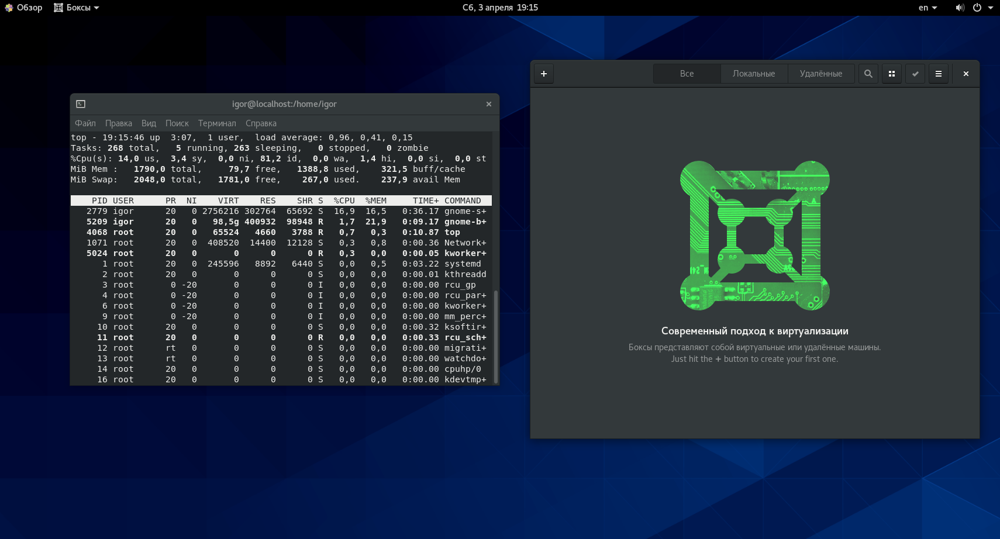 Обзор Боксы Сб, 3 апреля 19:15 en
igor@localhost:/home/igor
Файл Правка Вид Поиск Терминал Справка
top - 19:15:46 up  3:07,  1 user,  load average: 0,96, 0,41, 0,15
Tasks: 268 total,   5 running, 263 sleeping,   0 stopped,   0 zombie
%Cpu(s): 14,0 us,  3,4 sy,  0,0 ni, 81,2 id,  0,0 wa,  1,4 hi,  0,0 si,  0,0 st
MiB Mem :   1790,0 total,     79,7 free,   1388,8 used,    321,5 buff/cache
MiB Swap:   2048,0 total,   1781,0 free,    267,0 used.    237,9 avail Mem
PID USER      PR  NI    VIRT    RES    SHR S  %CPU  %MEM     TIME+ COMMAND
2779 igor      20   0 2756216 302764  65692 S  16,9  16,5   0:36.17 gnome-s+
5209 igor      20   0   98,5g 400932  98948 R   1,7  21,9   0:09.17 gnome-b+
4068 root      20   0   65524   4660   3788 R   0,7   0,3   0:10.87 top
1071 root      20   0  408520  14400  12128 S   0,3   0,8   0:00.36 Network+
5024 root      20   0       0      0      0 R   0,3   0,0   0:00.05 kworker+
1 root      20   0  245596   8892   6440 S   0,0   0,5   0:03.22 systemd
2 root      20   0       0      0      0 S   0,0   0,0   0:00.01 kthreadd
3 root       0 -20       0      0      0 I   0,0   0,0   0:00.00 rcu_gp
4 root       0 -20       0      0      0 I   0,0   0,0   0:00.00 rcu_par+
6 root       0 -20       0      0      0 I   0,0   0,0   0:00.00 kworker+
9 root       0 -20       0      0      0 I   0,0   0,0   0:00.00 mm_perc+
10 root      20   0       0      0      0 S   0,0   0,0   0:00.32 ksoftir+
11 root      20   0       0      0      0 R   0,0   0,0   0:00.33 rcu_sch+
12 root      rt   0       0      0      0 S   0,0   0,0   0:00.00 migrati+
13 root      rt   0       0      0      0 S   0,0   0,0   0:00.00 watchdo+
14 root      20   0       0      0      0 S   0,0   0,0   0:00.00 cpuhp/0
16 root      20   0       0      0      0 S   0,0   0,0   0:00.00 kdevtmp+
Все Локальные Удалённые
Современный подход к виртуализации
Боксы представляют собой виртуальные или удалённые машины.
Just hit the + button to create your first one.